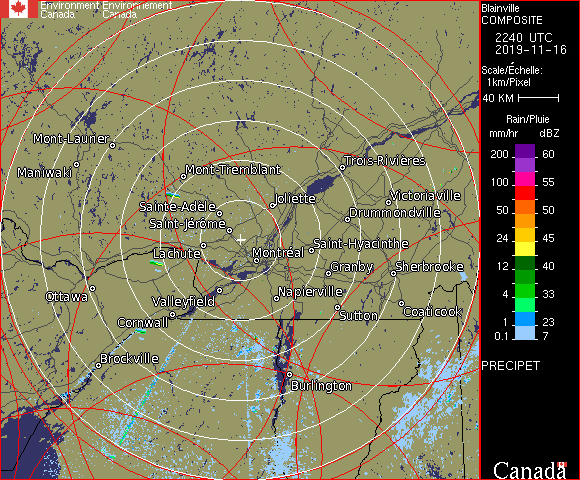 Environment Environnement
Canada Canada
Blainville
COMPOSITE
2240 UTC
2019-11-16
Scale/Échelle:
1km/Pixel
40 KM
Rain/Pluie
mm/hr dBZ
200 60
100 55
50 50
24 45
12 40
4 33
1 23
0.1 7
PRECIPET
Canada
Mont-Laurier
Maniwaki
Mont-Tremblant
Trois-Rivières
Sainte-Adèle
Joliette
Victoriaville
Drummondville
Saint-Jérôme
Lachute
Montréal
Saint-Hyacinthe
Granby
Sherbrooke
Ottawa
Valleyfield
Napierville
Cornwall
Sutton
Coaticook
Brockville
Burlington